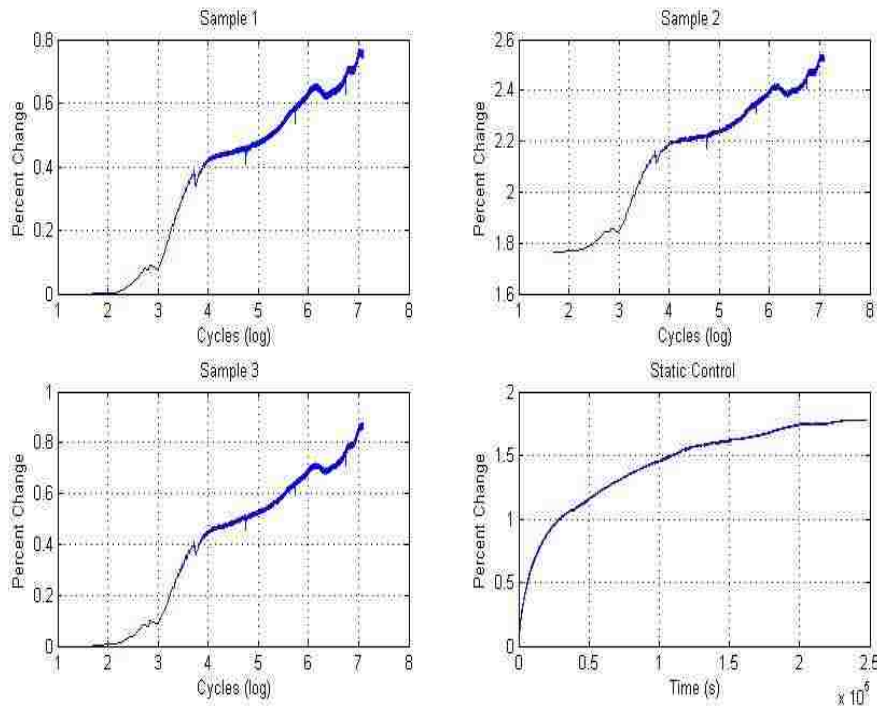 Sample 1
0.8
0.6
0.4
0.2
0
Percent Change
1 2 3 4 5 6 7 8
Cycles (log)
Sample 2
2.6
2.4
2.2
2
1.8
1.6
Percent Change
1 2 3 4 5 6 7 8
Cycles (log)
Sample 3
1
0.8
0.6
0.4
0.2
0
Percent Change
1 2 3 4 5 6 7 8
Cycles (log)
Static Control
2
1.5
1
0.5
0
Percent Change
0 0.5 1 1.5 2 2.5
Time (s)